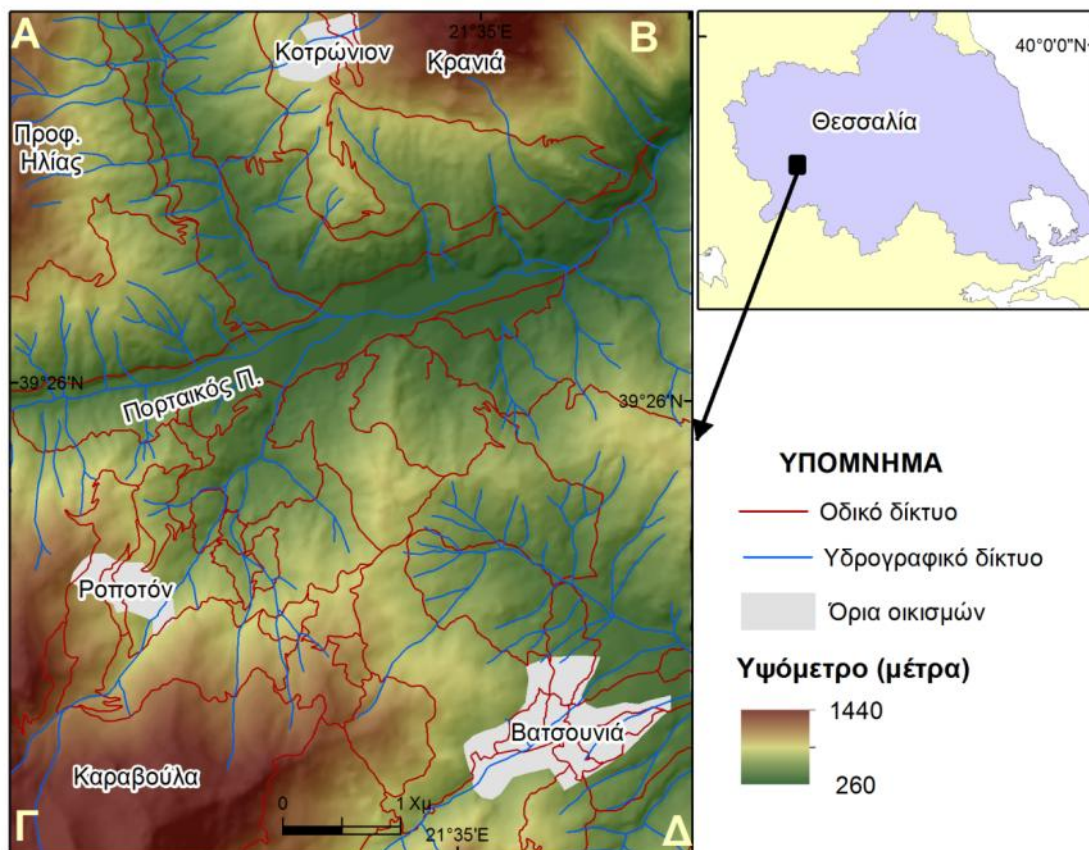 Α
Β
Κοτρώνιον
21°35'E
Κρανιά
Προφ.
Ηλίας
39°26'N
Πορταικός Π.
39°26'N
Ροποτόν
Βατσουνιά
Καραβούλα
0
1 Χμ
21°35'E
Γ
Δ
40°0'0"N
Θεσσαλία
ΥΠΟΜΝΗΜΑ
Οδικό δίκτυο
Υδρογραφικό δίκτυο
Όρια οικισμών
Υψόμετρο (μέτρα)
1440
260